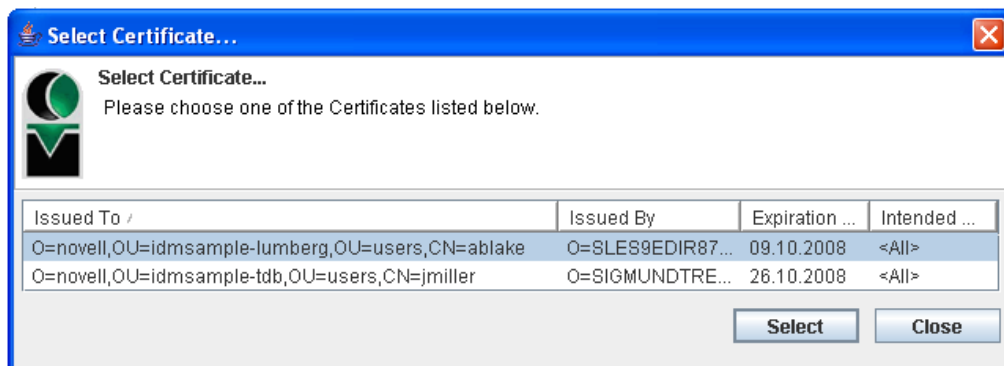 Select Certificate...
Select Certificate...
Please choose one of the Certificates listed below.
Issued To Issued By Expiration ... Intended ...
O=novell,OU=idmsample-lumberg,OU=users,CN=ablake O=SLES9EDIR87... 09.10.2008 <All>
O=novell,OU=idmsample-tdb,OU=users,CN=jmiller O=SIGMUNDTRE... 26.10.2008 <All>
Select Close